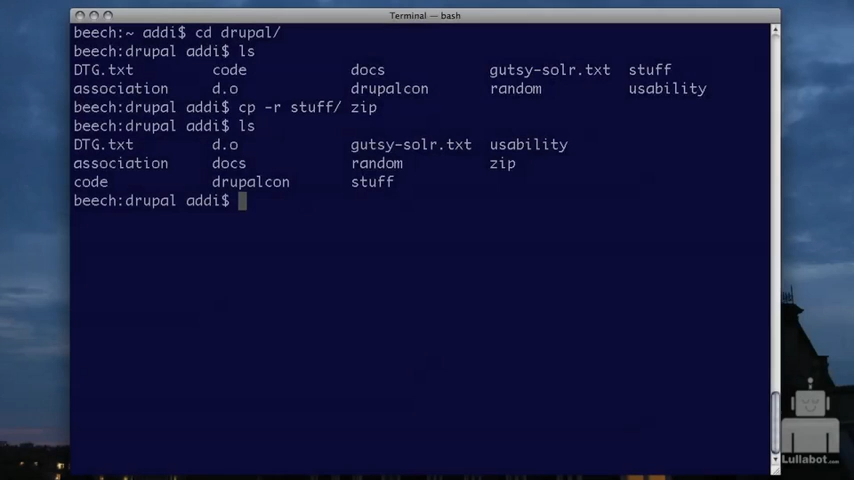 Terminal — bash
beech:~ addi$ cd drupal/
beech:drupal addi$ ls
DTG.txt code docs gutsy-solr.txt stuff
association d.o drupalcon random usability
beech:drupal addi$ cp -r stuff/ zip
beech:drupal addi$ ls
DTG.txt d.o gutsy-solr.txt usability
association docs random zip
code drupalcon stuff
beech:drupal addi$
Lullabot.com